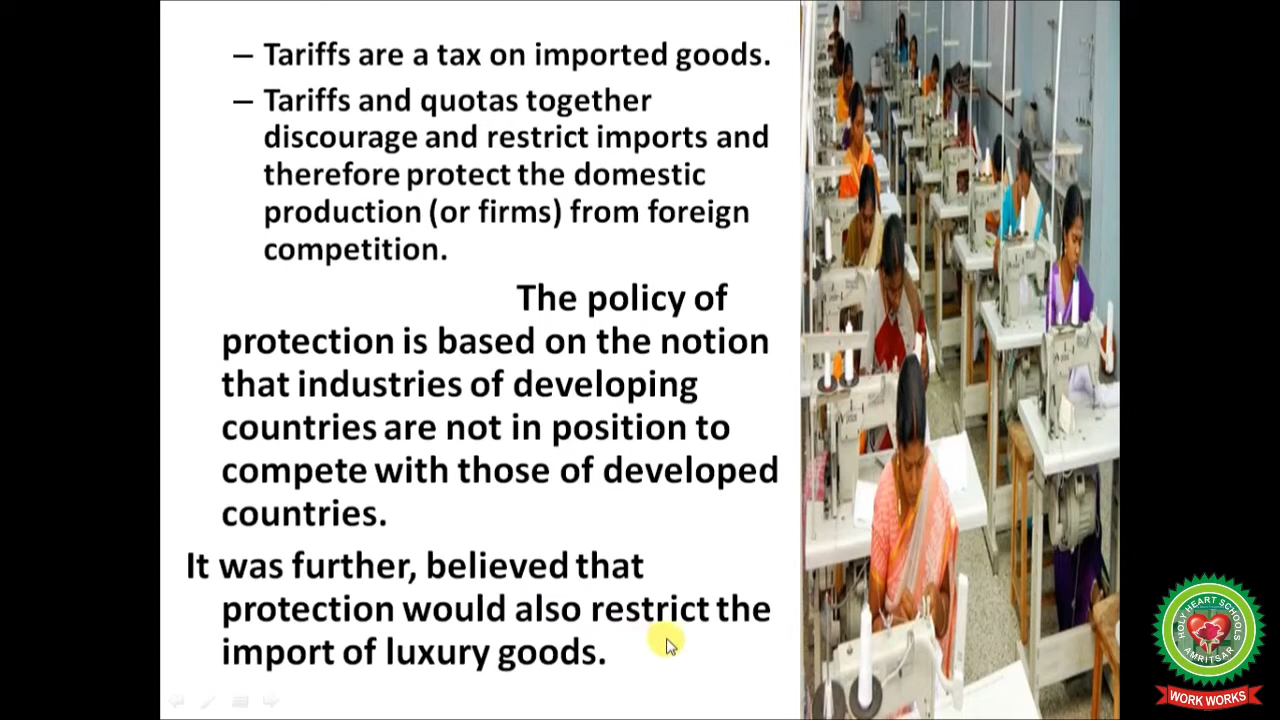 – Tariffs are a tax on imported goods.
– Tariffs and quotas together
discourage and restrict imports and
therefore protect the domestic
production (or firms) from foreign
competition.
The policy of
protection is based on the notion
that industries of developing
countries are not in position to
compete with those of developed
countries.
It was further, believed that
protection would also restrict the
import of luxury goods.
HOLY HEART SCHOOLS
AMRITSAR
WORK WORKS